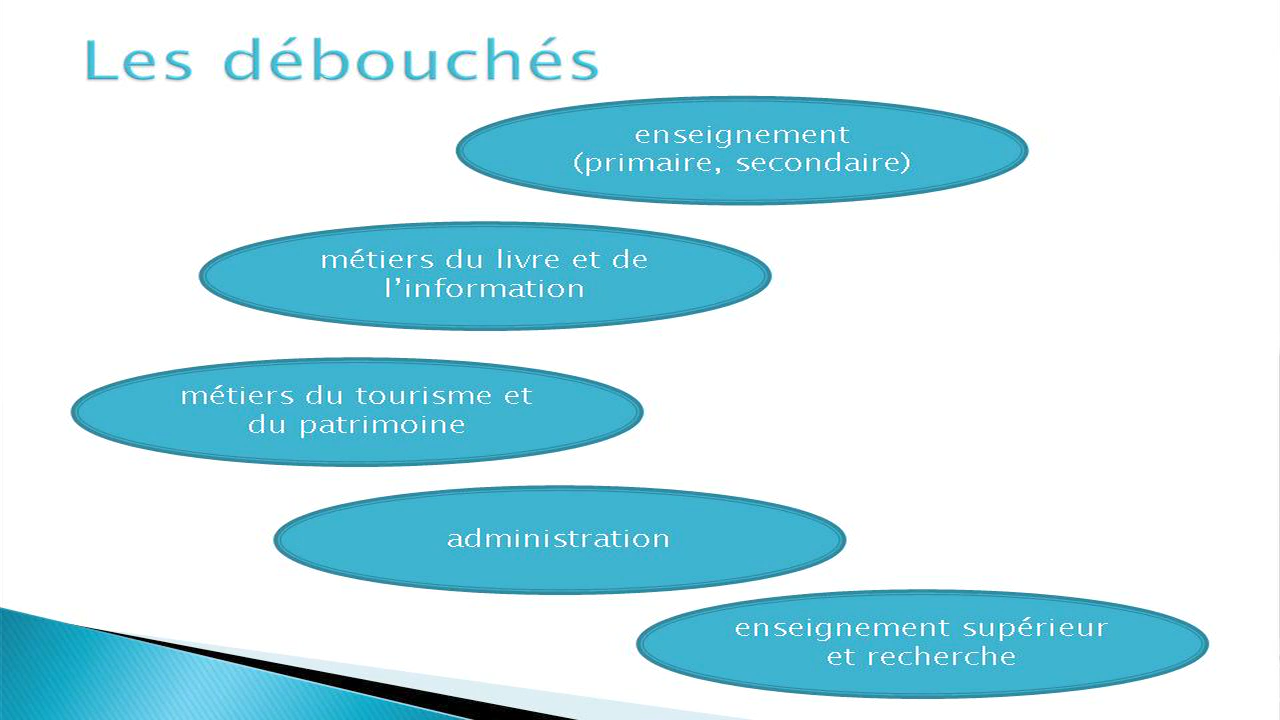 Les débouchés
enseignement
(primaire, secondaire)
métiers du livre et de
l’information
métiers du tourisme et
du patrimoine
administration
enseignement supérieur
et recherche